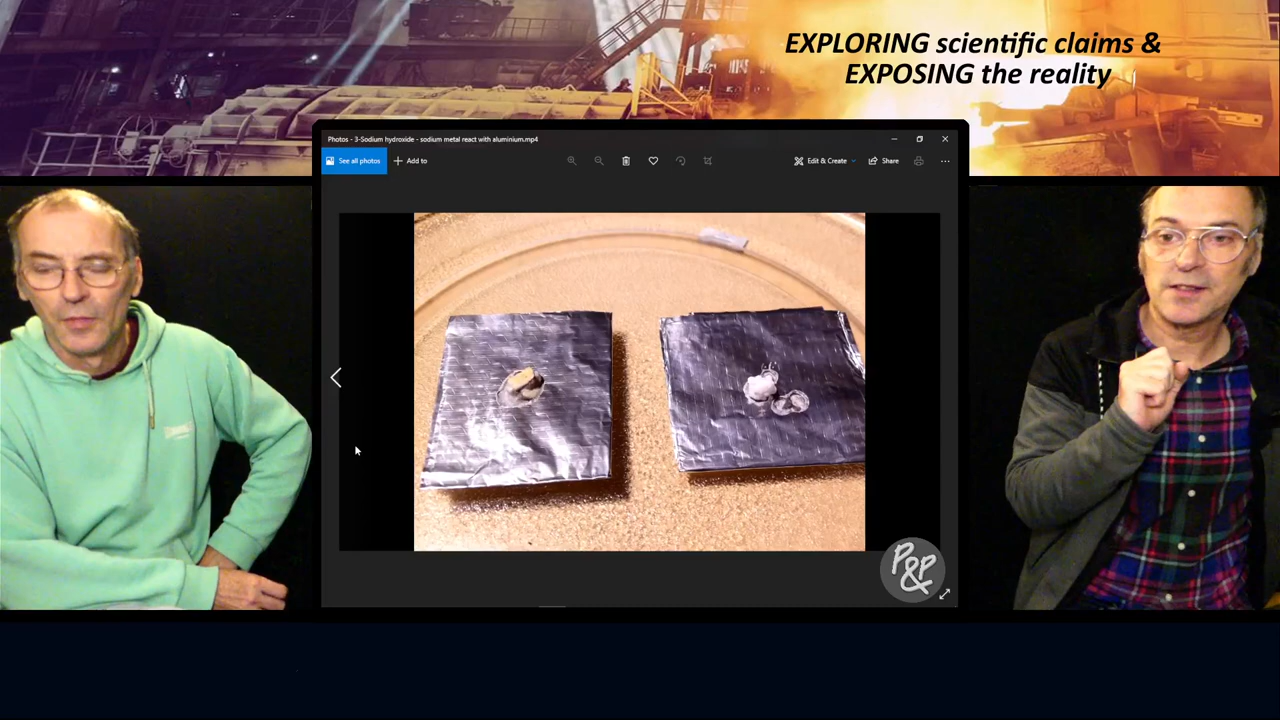 EXPLORING scientific claims &
EXPOSING the reality
Photos - 3-Sodium hydroxide - sodium metal react with aluminium.mp4
See all photos
Add to
Edit & Create
Share
P&P